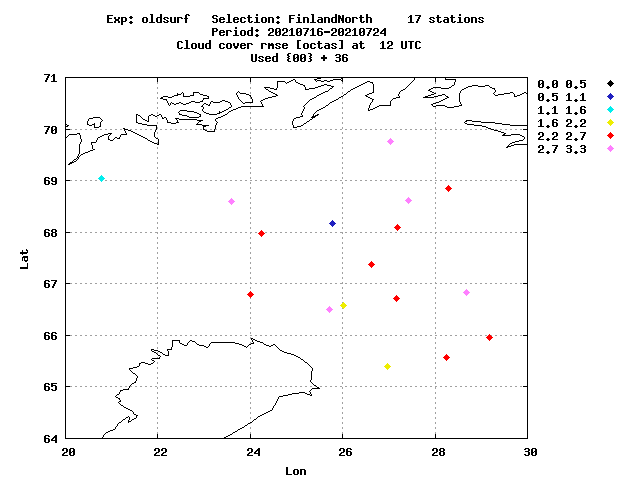 Exp: oldsurf   Selection: FinlandNorth     17 stations
Period: 20210716-20210724
Cloud cover rmse [octas] at  12 UTC
Used {00} + 36
0.0 0.5
0.5 1.1
1.1 1.6
1.6 2.2
2.2 2.7
2.7 3.3
71
70
69
68
67
66
65
64
Lat
20 22 24 26 28 30
Lon